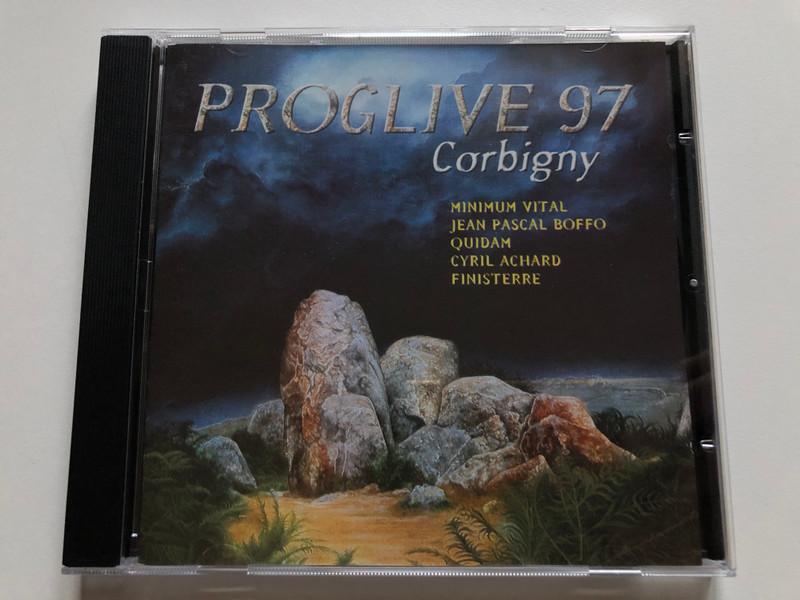 PROGLIVE 97
Corbigny
MINIMUM VITAL
JEAN PASCAL BOFFO
QUIDAM
CYRIL ACHARD
FINISTERRE